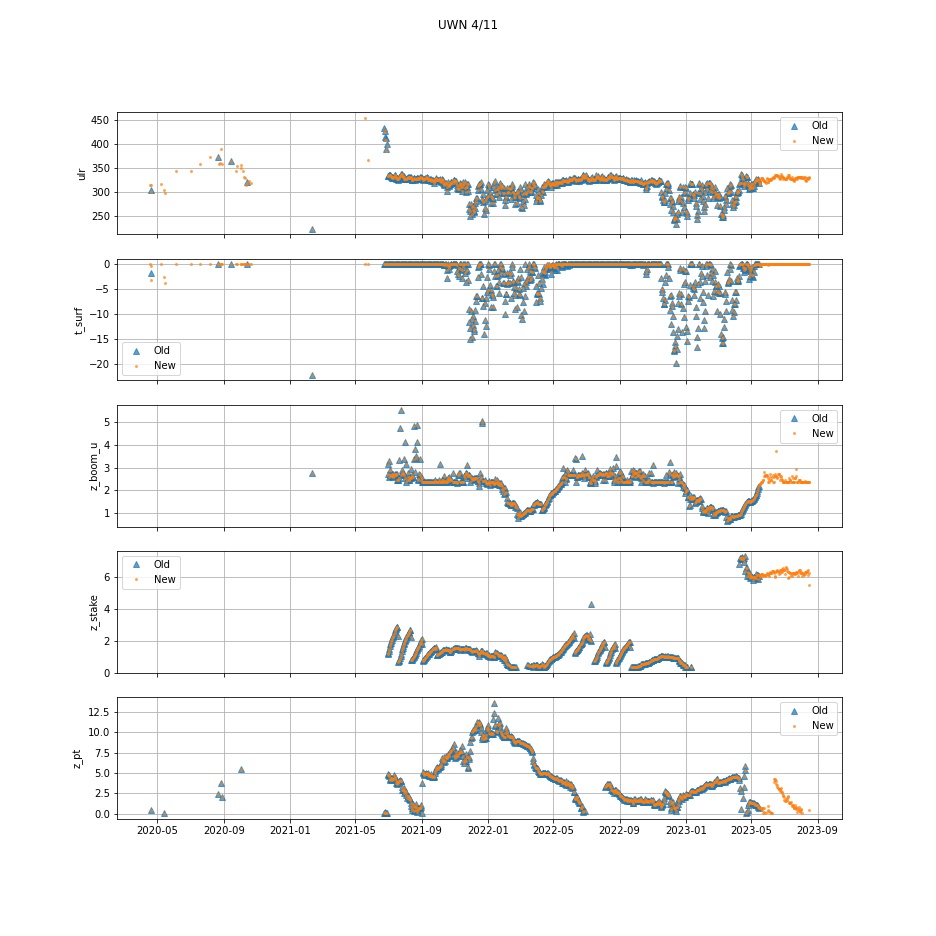 UWN 4/11
450
400
350
300
250
ulr
Old
New
0
−5
−10
−15
−20
t_surf
Old
New
5
4
3
2
1
z_boom_u
Old
New
6
4
2
0
z_stake
Old
New
12.5
10.0
7.5
5.0
2.5
0.0
z_pt
Old
New
2020-05 2020-09 2021-01 2021-05 2021-09 2022-01 2022-05 2022-09 2023-01 2023-05 2023-09